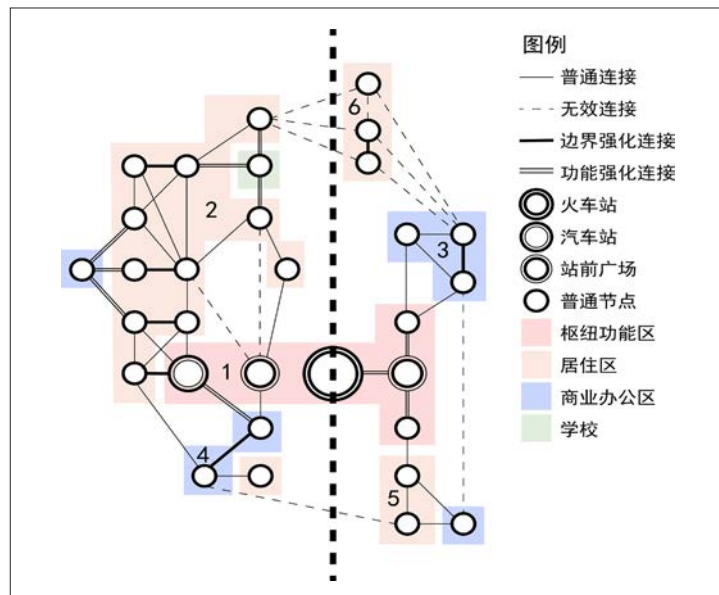 图例
普通连接
无效连接
边界强化连接
功能强化连接
火车站
汽车站
站前广场
普通节点
枢纽功能区
居住区
商业办公区
学校
6
2
3
1
4
5